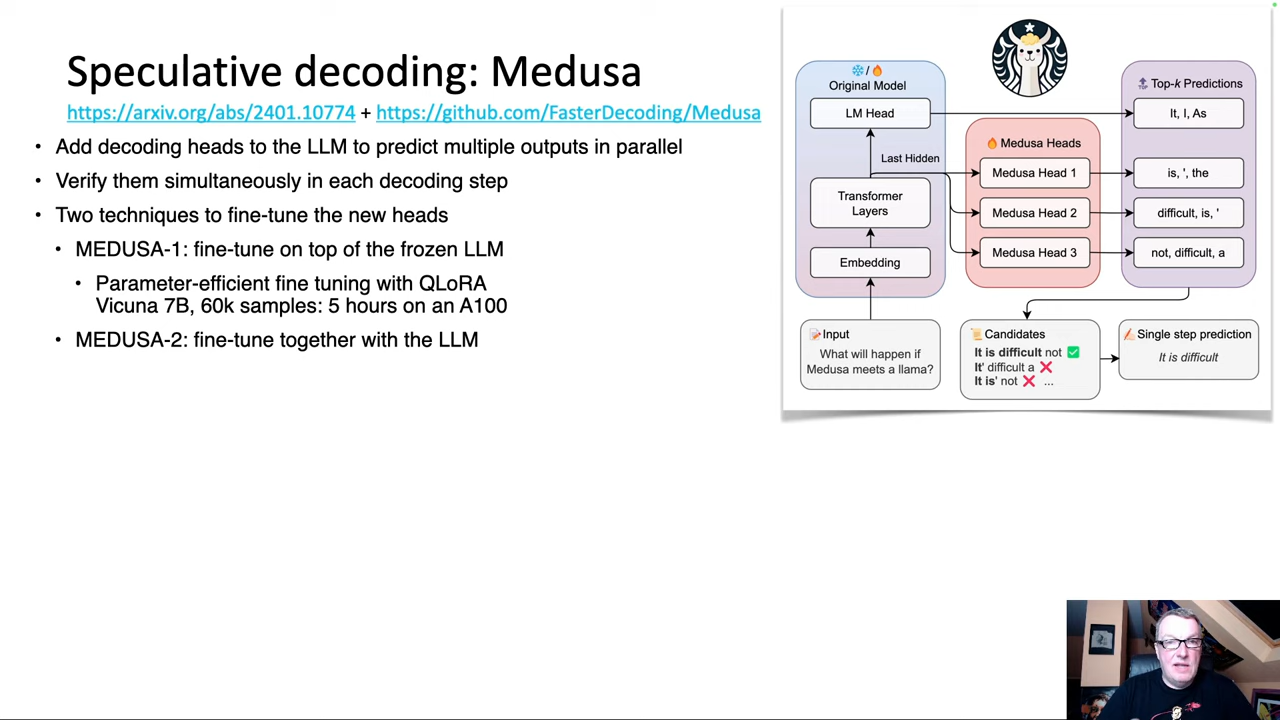 Speculative decoding: Medusa
https://arxiv.org/abs/2401.10774 + https://github.com/FasterDecoding/Medusa
• Add decoding heads to the LLM to predict multiple outputs in parallel
• Verify them simultaneously in each decoding step
• Two techniques to fine-tune the new heads
• MEDUSA-1: fine-tune on top of the frozen LLM
• Parameter-efficient fine tuning with QLoRA
Vicuna 7B, 60k samples: 5 hours on an A100
• MEDUSA-2: fine-tune together with the LLM
❄️/🔥
Original Model
LM Head
Last Hidden
Transformer
Layers
Embedding
🔥 Medusa Heads
Medusa Head 1
Medusa Head 2
Medusa Head 3
Top-k Predictions
It, I, As
is, ', the
difficult, is, '
not, difficult, a
📝Input
What will happen if
Medusa meets a llama?
📜Candidates
It is difficult not ✅
It' difficult a ❌
It is' not ❌ ...
Single step prediction
It is difficult